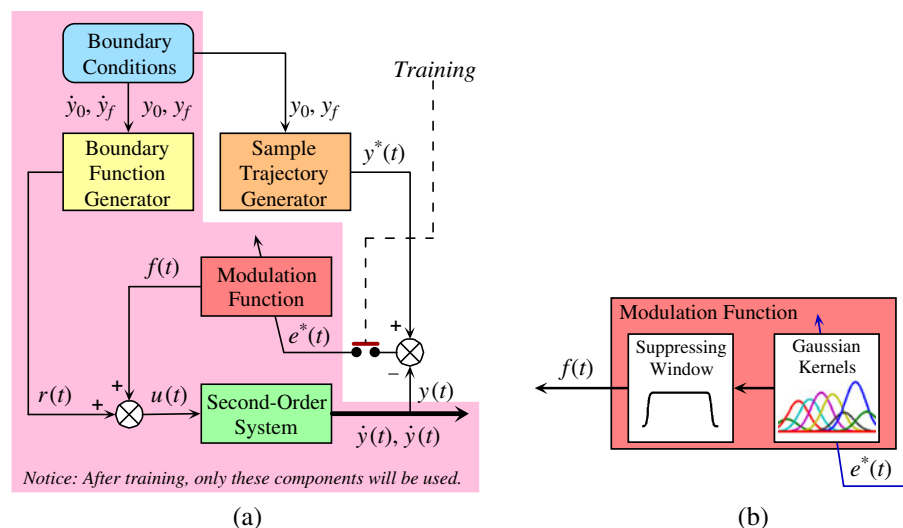 Boundary
Conditions
Training
ẏ₀, ẏf  y₀, yf
y₀, yf
Boundary
Function
Generator
Sample
Trajectory
Generator
y*(t)
f(t)
Modulation
Function
e*(t)
+
−
r(t)
+
+
u(t)
Second-Order
System
y(t)
ẏ(t), ẏ(t)
Notice: After training, only these components will be used.
(a)
Modulation Function
f(t)
Suppressing
Window
Gaussian
Kernels
e*(t)
(b)